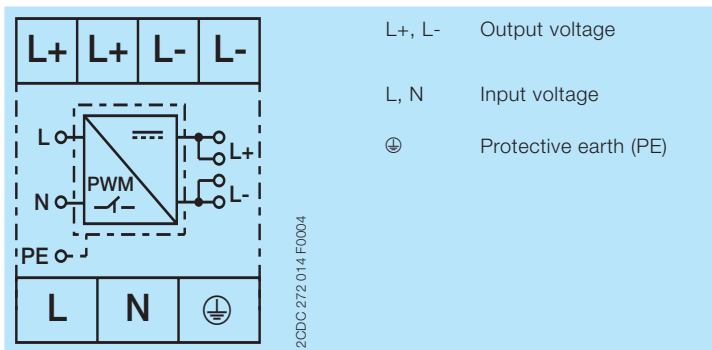 L+ L+ L- L-
L
L+
PWM
N
L-
PE
L N
2CDC 272 014 F0004
L+, L- Output voltage
L, N Input voltage
Protective earth (PE)